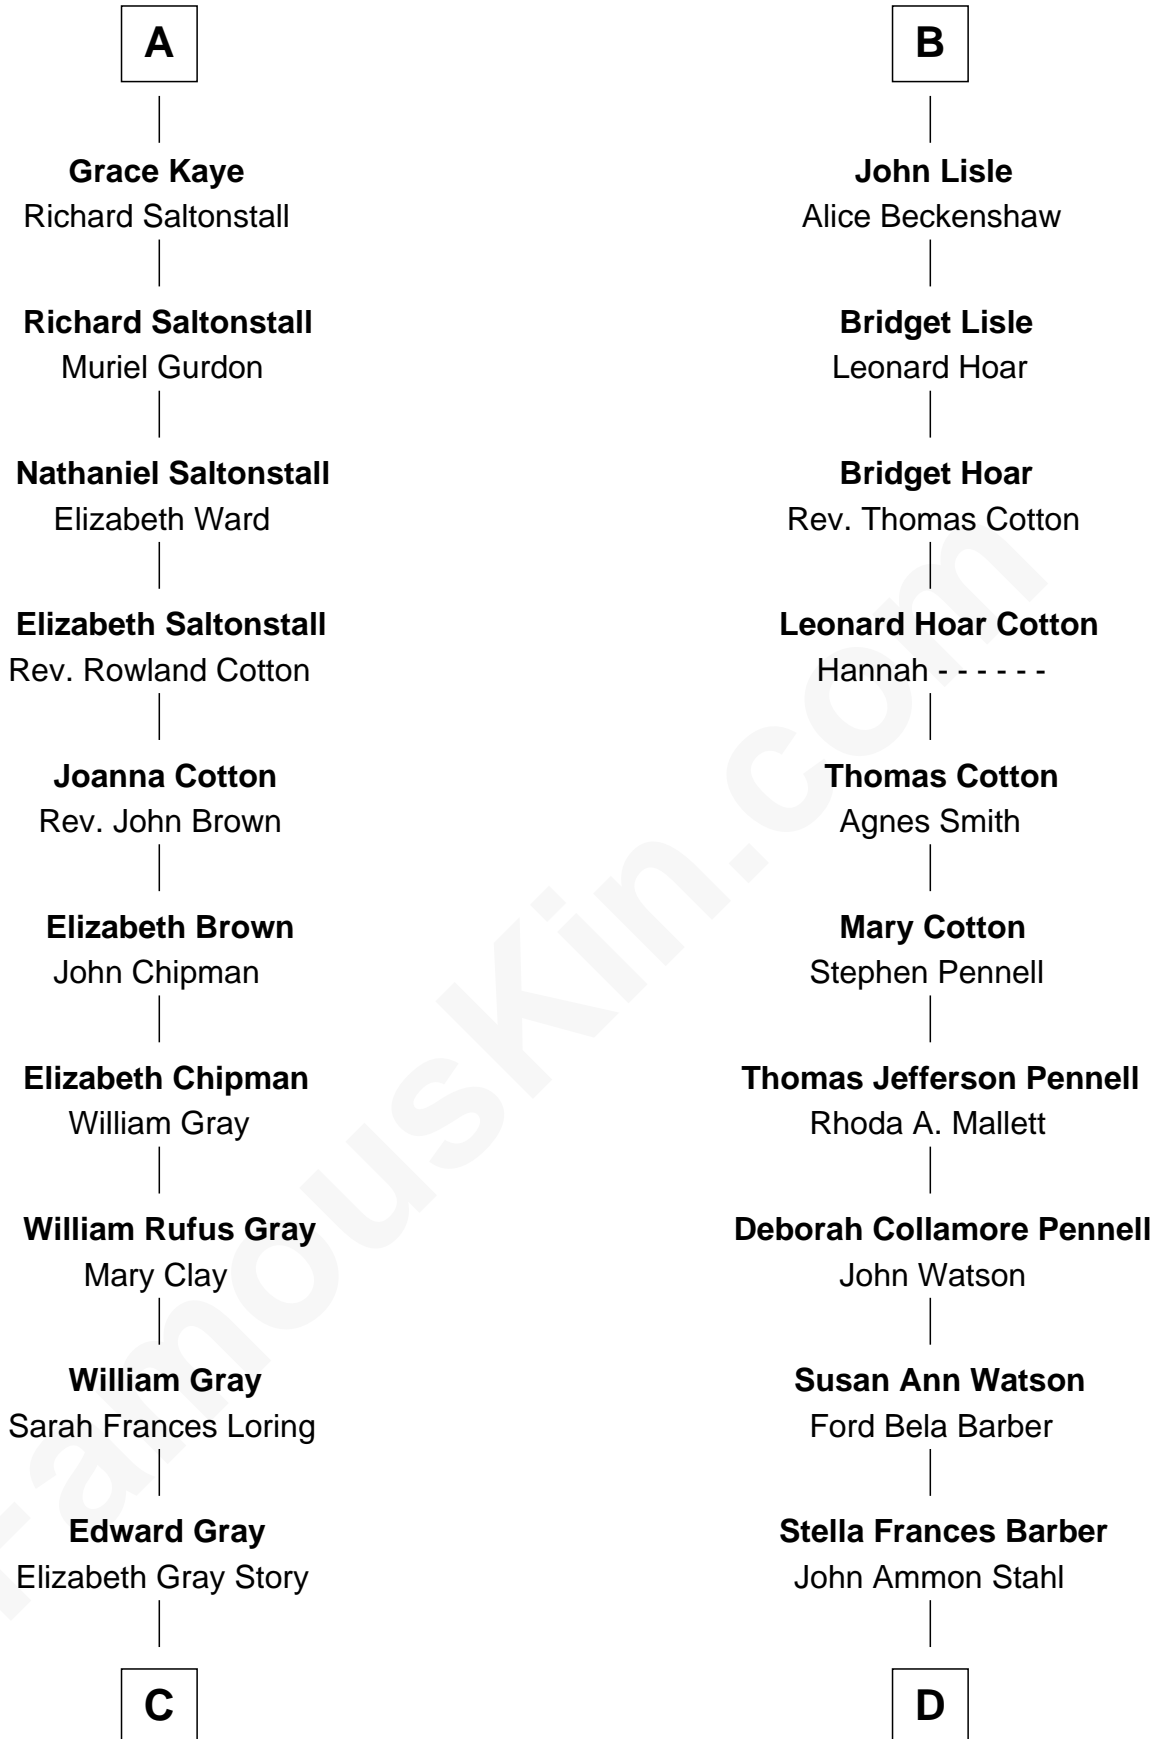 A
Grace Kaye
Richard Saltonstall
Richard Saltonstall
Muriel Gurdon
Nathaniel Saltonstall
Elizabeth Ward
Elizabeth Saltonstall
Rev. Rowland Cotton
Joanna Cotton
Rev. John Brown
Elizabeth Brown
John Chipman
Elizabeth Chipman
William Gray
William Rufus Gray
Mary Clay
William Gray
Sarah Frances Loring
Edward Gray
Elizabeth Gray Story
C
B
John Lisle
Alice Beckenshaw
Bridget Lisle
Leonard Hoar
Bridget Hoar
Rev. Thomas Cotton
Leonard Hoar Cotton
Hannah - - - - - -
Thomas Cotton
Agnes Smith
Mary Cotton
Stephen Pennell
Thomas Jefferson Pennell
Rhoda A. Mallett
Deborah Collamore Pennell
John Watson
Susan Ann Watson
Ford Bela Barber
Stella Frances Barber
John Ammon Stahl
D
FamousKin.com